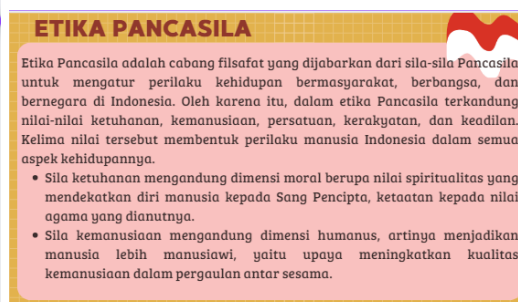 ETIKA PANCASILA
Etika Pancasila adalah cabang filsafat yang dijabarkan dari sila-sila Pancasila
untuk mengatur perilaku kehidupan bermasyarakat, berbangsa, dan
bernegara di Indonesia. Oleh karena itu, dalam etika Pancasila terkandung
nilai-nilai ketuhanan, kemanusiaan, persatuan, kerakyatan, dan keadilan.
Kelima nilai tersebut membentuk perilaku manusia Indonesia dalam semua
aspek kehidupannya.
• Sila ketuhanan mengandung dimensi moral berupa nilai spiritualitas yang
mendekatkan diri manusia kepada Sang Pencipta, ketaatan kepada nilai
agama yang dianutnya.
• Sila kemanusiaan mengandung dimensi humanus, artinya menjadikan
manusia lebih manusiawi, yaitu upaya meningkatkan kualitas
kemanusiaan dalam pergaulan antar sesama.